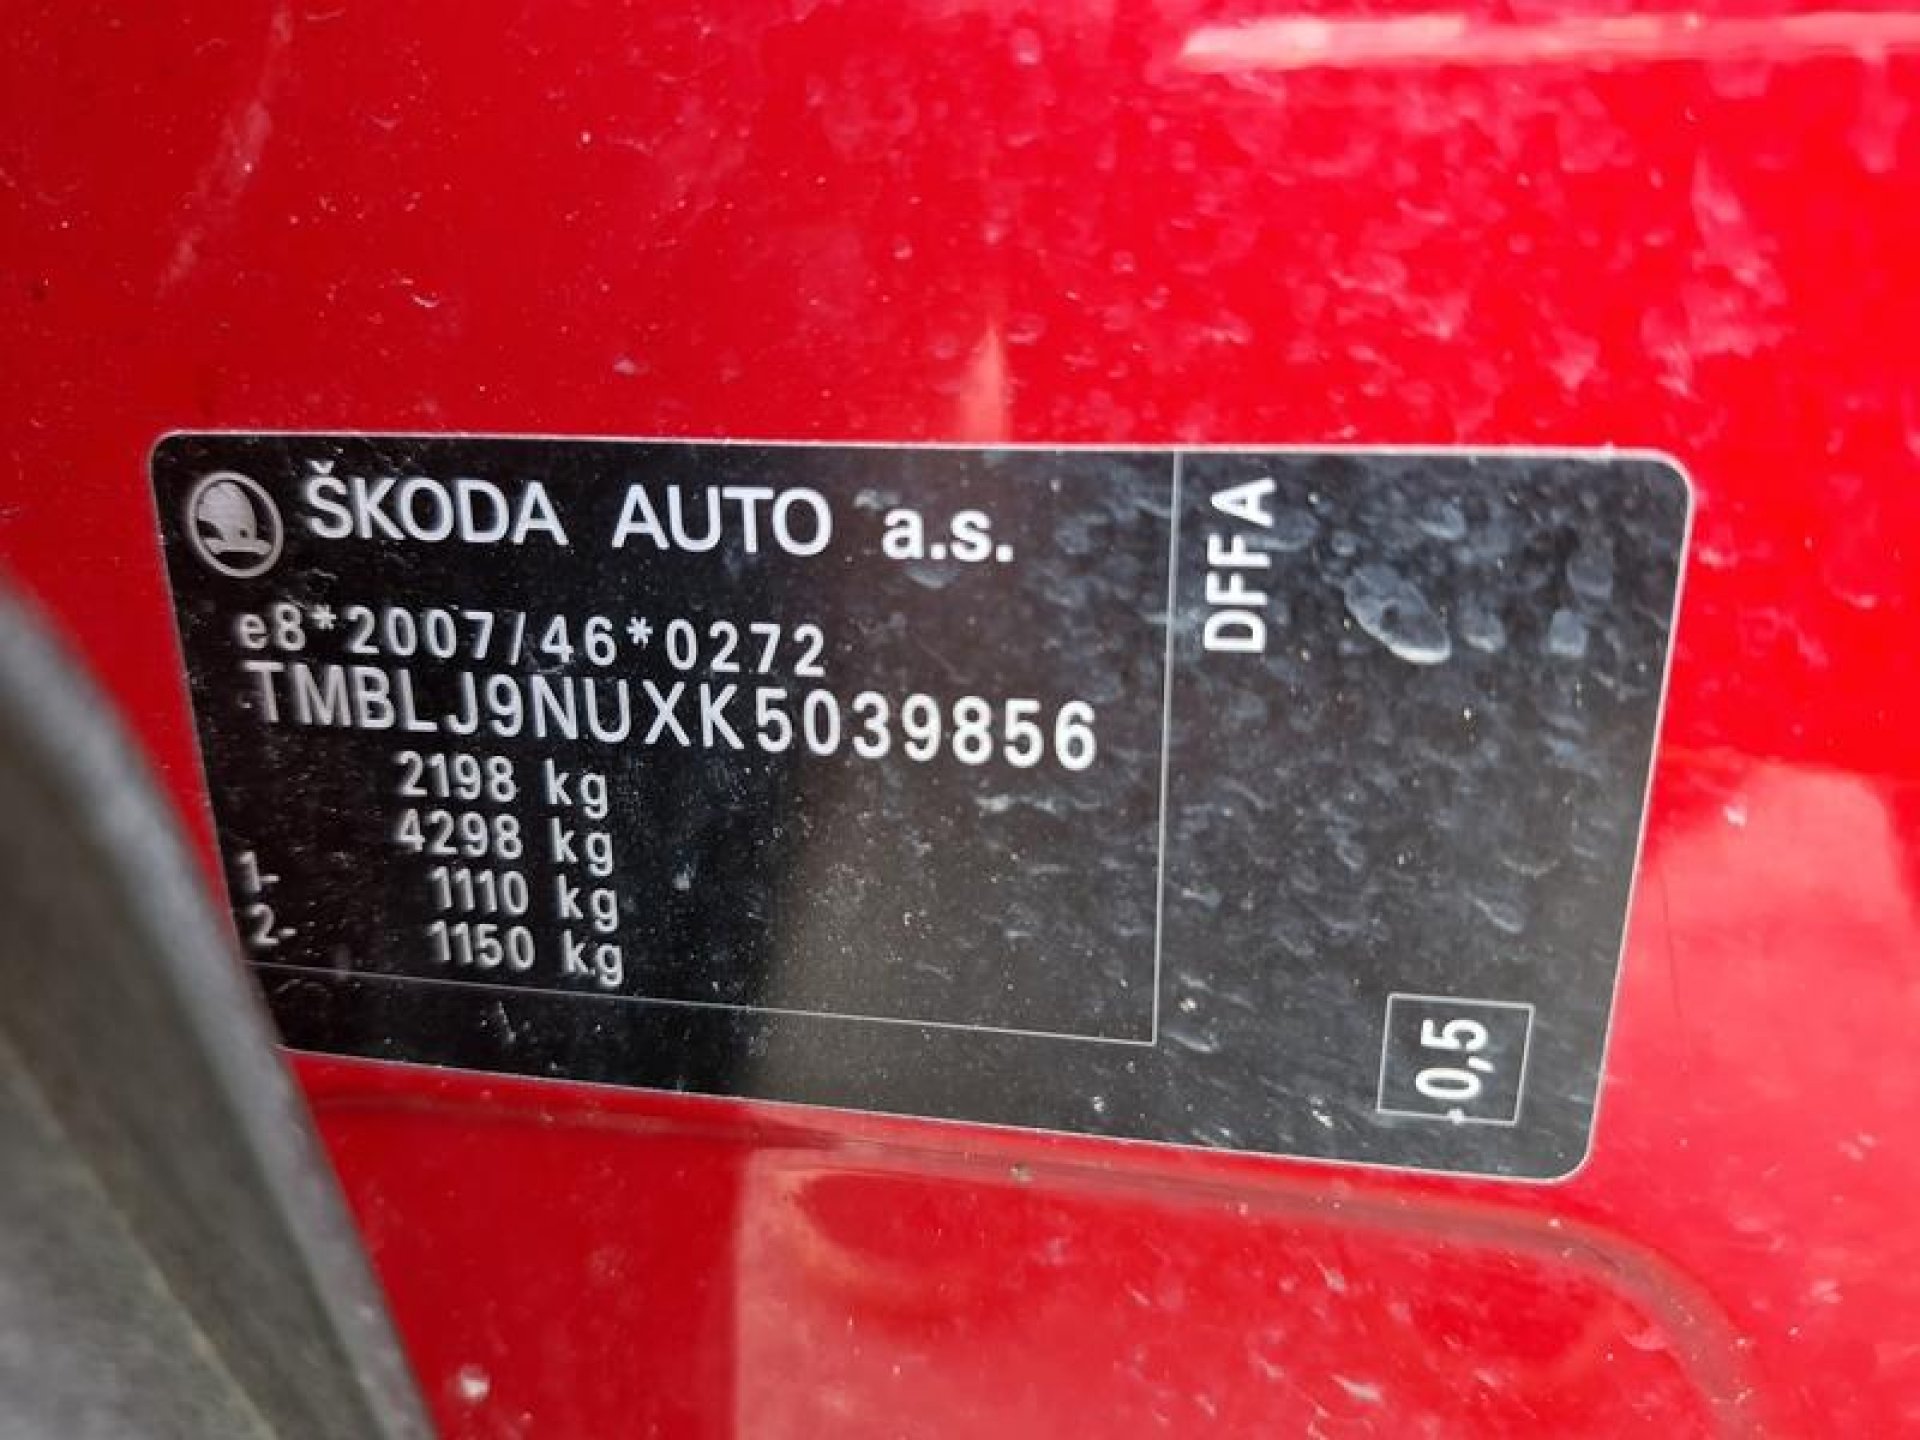 ŠKODA AUTO a.s.
e8*2007/46*0272
TMBLJ9NUXK5039856
2198 kg
4298 kg
1. 1110 kg
2. 1150 kg
DFFA
0,5